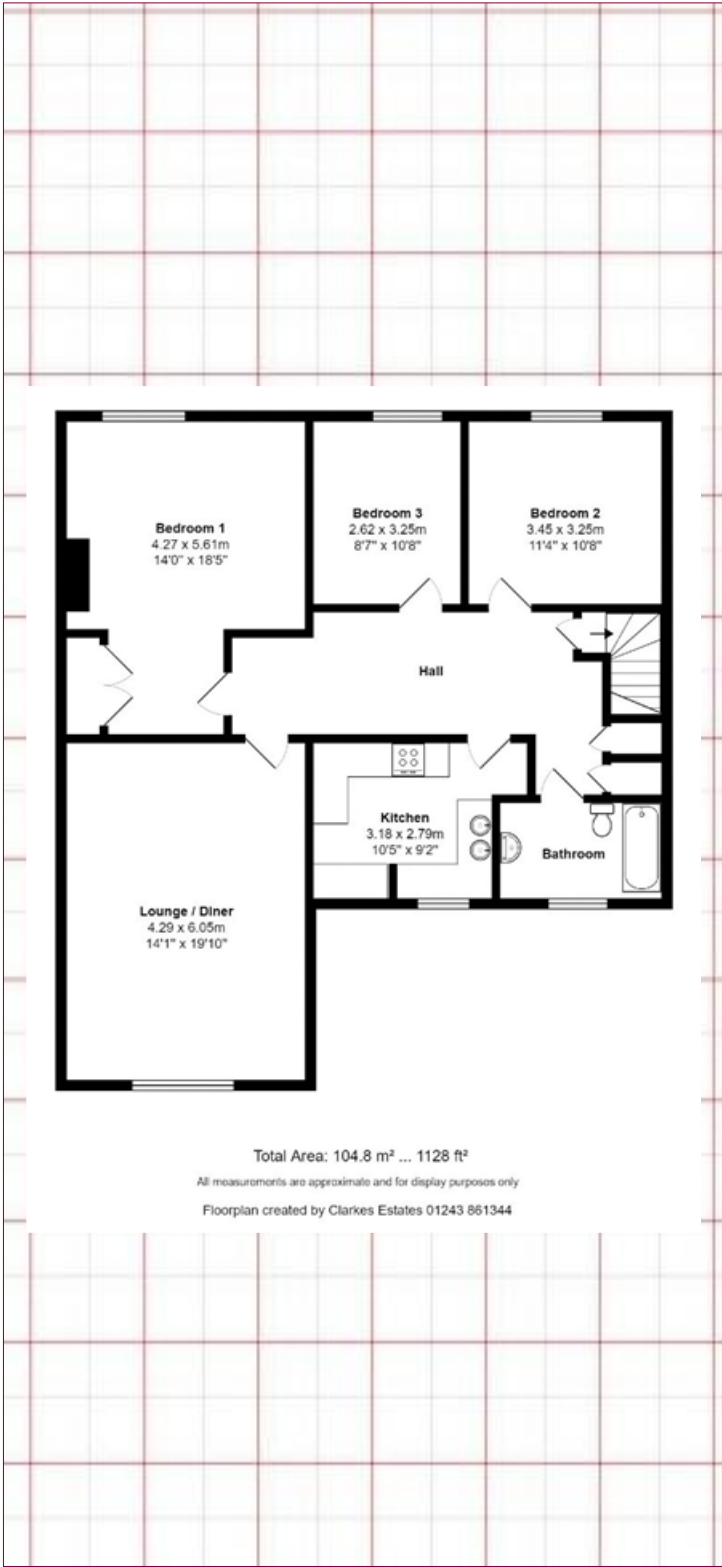 Bedroom 1
4.27 x 5.61m
14'0" x 18'5"
Bedroom 3
2.62 x 3.25m
8'7" x 10'8"
Bedroom 2
3.45 x 3.25m
11'4" x 10'8"
Hall
Kitchen
3.18 x 2.79m
10'5" x 9'2"
Bathroom
Lounge / Diner
4.29 x 6.05m
14'1" x 19'10"
Total Area: 104.8 m² ... 1128 ft²
All measurements are approximate and for display purposes only
Floorplan created by Clarkes Estates 01243 861344